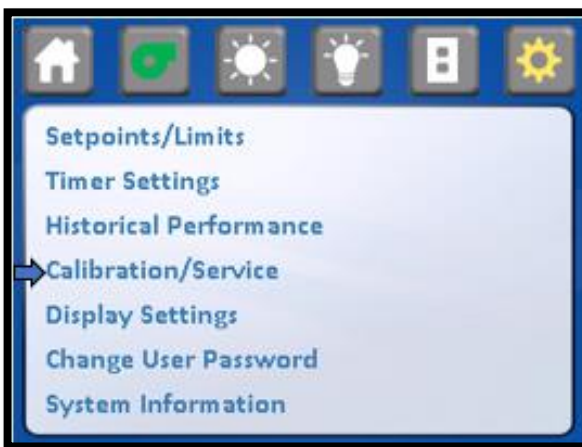 Setpoints/Limits
Timer Settings
Historical Performance
Calibration/Service
Display Settings
Change User Password
System Information